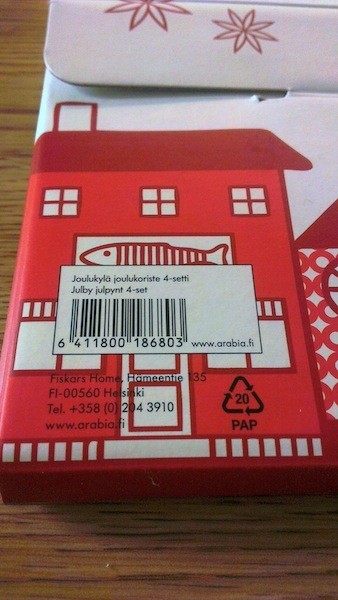 Joulukylä joulukoriste 4-setti
Julby julpynt 4-set
6 411800 186803
www.arabia.fi
Fiskars Home, Hämeentie 135
FI-00560 Helsinki
Tel. +358 (0) 204 3910
www.arabia.fi
20
PAP